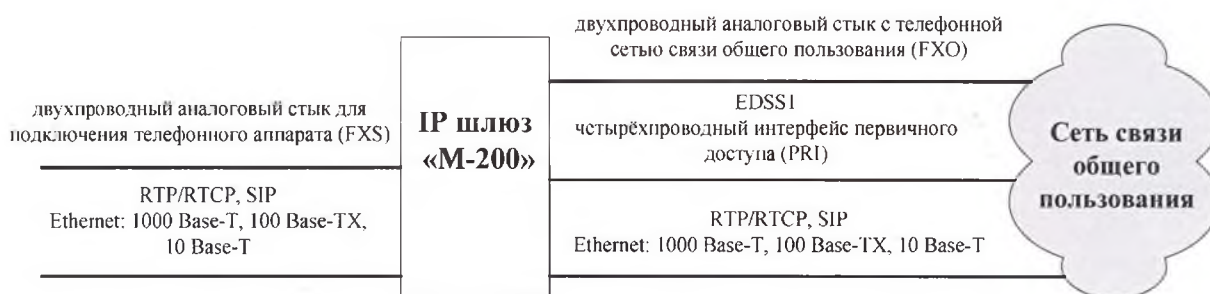 двухпроводный аналоговый стык для
подключения телефонного аппарата (FXS)
RTP/RTCP, SIP
Ethernet: 1000 Base-T, 100 Base-TX,
10 Base-T
IP шлюз
«М-200»
двухпроводный аналоговый стык с телефонной
сетью связи общего пользования (FXO)
EDSS1
четырёхпроводный интерфейс первичного
доступа (PRI)
RTP/RTCP, SIP
Ethernet: 1000 Base-T, 100 Base-TX, 10 Base-T
Сеть связи
общего
пользования